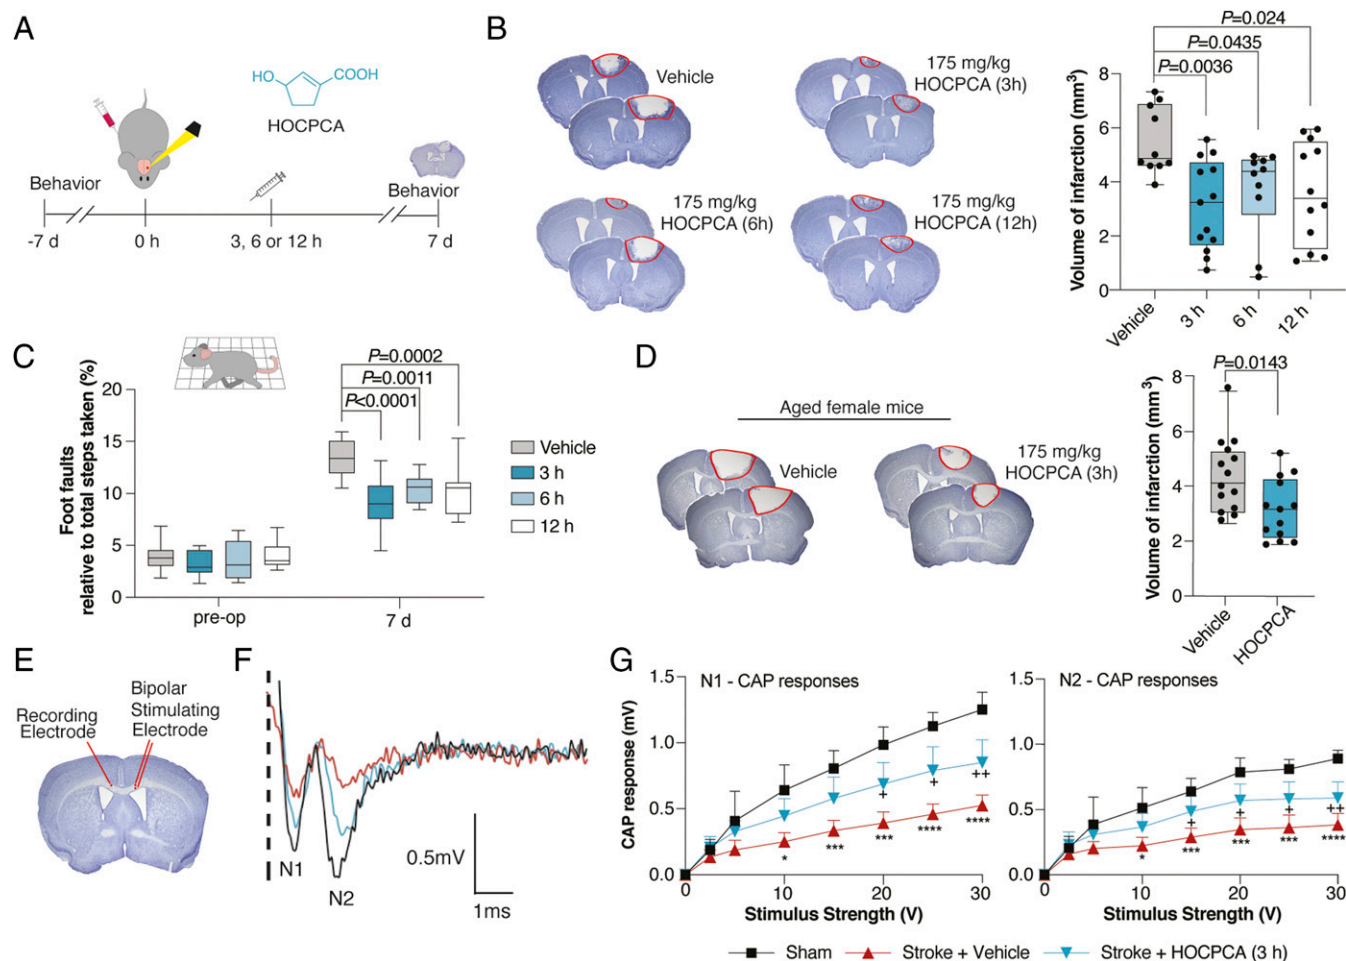 A
HO
COOH
HOCPCA
Behavior
Behavior
-7 d
0 h
3, 6 or 12 h
7 d
B
Vehicle
175 mg/kg
HOCPCA (3h)
175 mg/kg
HOCPCA (6h)
175 mg/kg
HOCPCA (12h)
P=0.024
P=0.0435
P=0.0036
Volume of infarction (mm³)
8
6
4
2
0
Vehicle
3 h
6 h
12 h
C
P=0.0002
P=0.0011
P<0.0001
Foot faults
relative to total steps taken (%)
20
15
10
5
0
pre-op
7 d
Vehicle
3 h
6 h
12 h
D
Aged female mice
Vehicle
175 mg/kg
HOCPCA (3h)
P=0.0143
Volume of infarction (mm³)
8
6
4
2
0
Vehicle
HOCPCA
E
Recording
Electrode
Bipolar
Stimulating
Electrode
F
N1
N2
0.5mV
1ms
G
N1 - CAP responses
CAP response (mV)
1.5
1.0
0.5
0.0
+
+
++
*
***
***
****
****
0
10
20
30
Stimulus Strength (V)
N2 - CAP responses
1.5
1.0
0.5
0.0
+
+
+
++
*
***
***
***
****
0
10
20
30
Stimulus Strength (V)
Sham
Stroke + Vehicle
Stroke + HOCPCA (3 h)